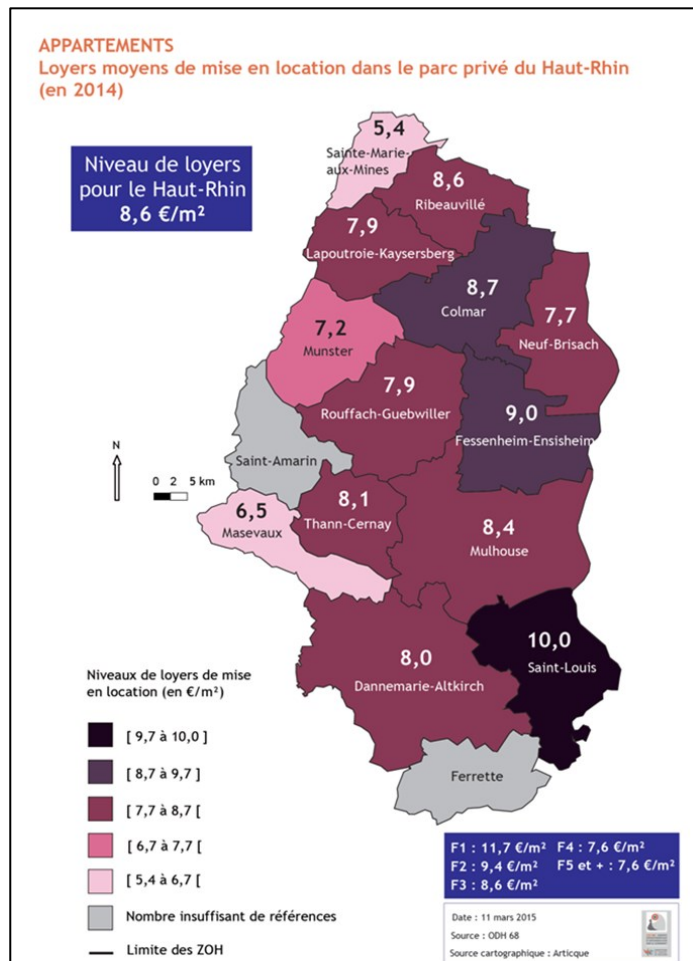 APPARTEMENTS
Loyers moyens de mise en location dans le parc privé du Haut-Rhin
(en 2014)
Niveau de loyers
pour le Haut-Rhin
8,6 €/m²
5,4
Sainte-Marie-
aux-Mines
8,6
Ribeauvillé
7,9
Lapoutroie-Kaysersberg
8,7
Colmar
7,7
Neuf-Brisach
7,2
Munster
7,9
Rouffach-Guebwiller
9,0
Fessenheim-Ensisheim
Saint-Amarin
N
0 2 5 km
6,5
Masevaux
8,1
Thann-Cernay
8,4
Mulhouse
10,0
Saint-Louis
8,0
Dannemarie-Altkirch
Ferrette
Niveaux de loyers de mise
en location (en €/m²)
[ 9,7 à 10,0 ]
[ 8,7 à 9,7 ]
[ 7,7 à 8,7 [
[ 6,7 à 7,7 [
[ 5,4 à 6,7 [
Nombre insuffisant de références
Limite des ZOH
F1 : 11,7 €/m² F4 : 7,6 €/m²
F2 : 9,4 €/m² F5 et + : 7,6 €/m²
F3 : 8,6 €/m²
Date : 11 mars 2015
Source : ODH 68
Source cartographique : Articque